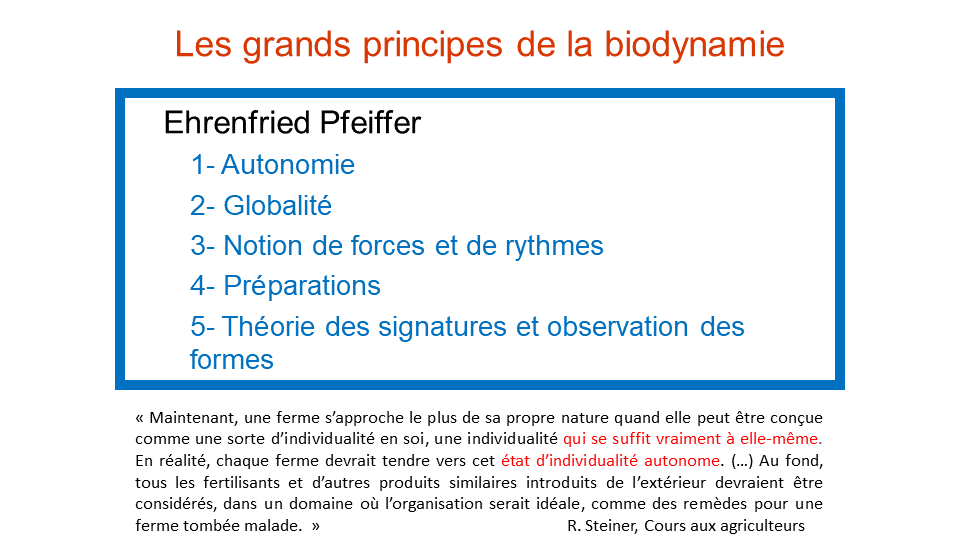 Les grands principes de la biodynamie
Ehrenfried Pfeiffer
1- Autonomie
2- Globalité
3- Notion de forces et de rythmes
4- Préparations
5- Théorie des signatures et observation des
formes
« Maintenant, une ferme s’approche le plus de sa propre nature quand elle peut être conçue
comme une sorte d’individualité en soi, une individualité qui se suffit vraiment à elle-même.
En réalité, chaque ferme devrait tendre vers cet état d’individualité autonome. (…) Au fond,
tous les fertilisants et d’autres produits similaires introduits de l’extérieur devraient être
considérés, dans un domaine où l’organisation serait idéale, comme des remèdes pour une
ferme tombée malade. » R. Steiner, Cours aux agriculteurs